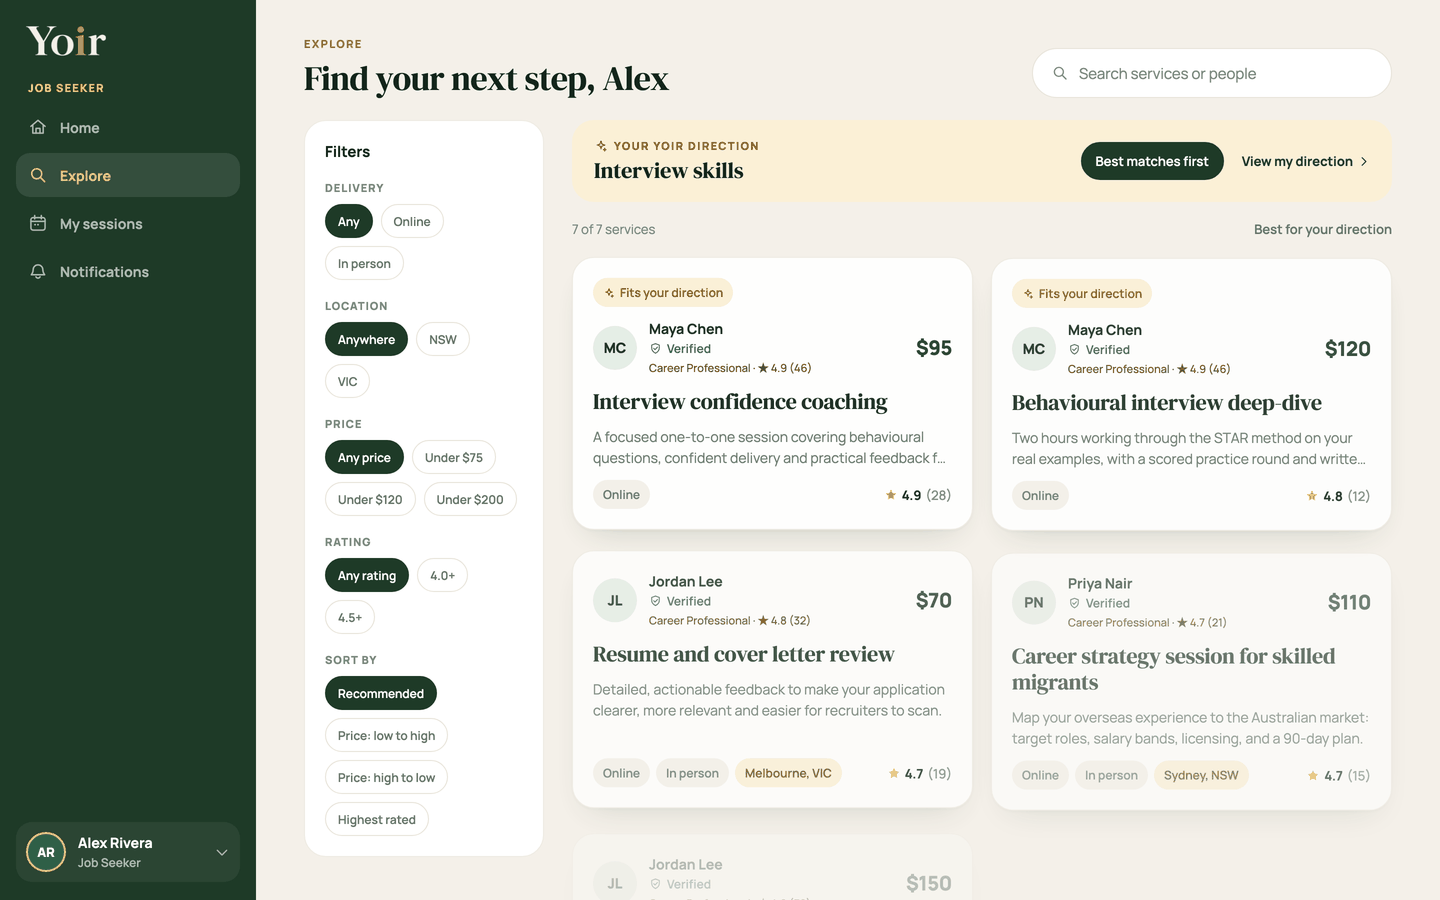 Yoir
JOB SEEKER
Home
Explore
My sessions
Notifications
AR
Alex Rivera
Job Seeker
EXPLORE
Find your next step, Alex
Search services or people
Filters
DELIVERY
Any
Online
In person
LOCATION
Anywhere
NSW
VIC
PRICE
Any price
Under $75
Under $120
Under $200
RATING
Any rating
4.0+
4.5+
SORT BY
Recommended
Price: low to high
Price: high to low
Highest rated
YOUR YOIR DIRECTION
Interview skills
Best matches first
View my direction
7 of 7 services
Best for your direction
Fits your direction
MC
Maya Chen
Verified
Career Professional · ★ 4.9 (46)
$95
Interview confidence coaching
A focused one-to-one session covering behavioural
questions, confident delivery and practical feedback f...
Online
★ 4.9 (28)
Fits your direction
MC
Maya Chen
Verified
Career Professional · ★ 4.9 (46)
$120
Behavioural interview deep-dive
Two hours working through the STAR method on your
real examples, with a scored practice round and writte...
Online
★ 4.8 (12)
JL
Jordan Lee
Verified
Career Professional · ★ 4.8 (32)
$70
Resume and cover letter review
Detailed, actionable feedback to make your application
clearer, more relevant and easier for recruiters to scan.
Online
In person
Melbourne, VIC
★ 4.7 (19)
PN
Priya Nair
Verified
Career Professional · ★ 4.7 (21)
$110
Career strategy session for skilled
migrants
Map your overseas experience to the Australian market:
target roles, salary bands, licensing, and a 90-day plan.
Online
In person
Sydney, NSW
★ 4.7 (15)
JL
Jordan Lee
Verified
$150